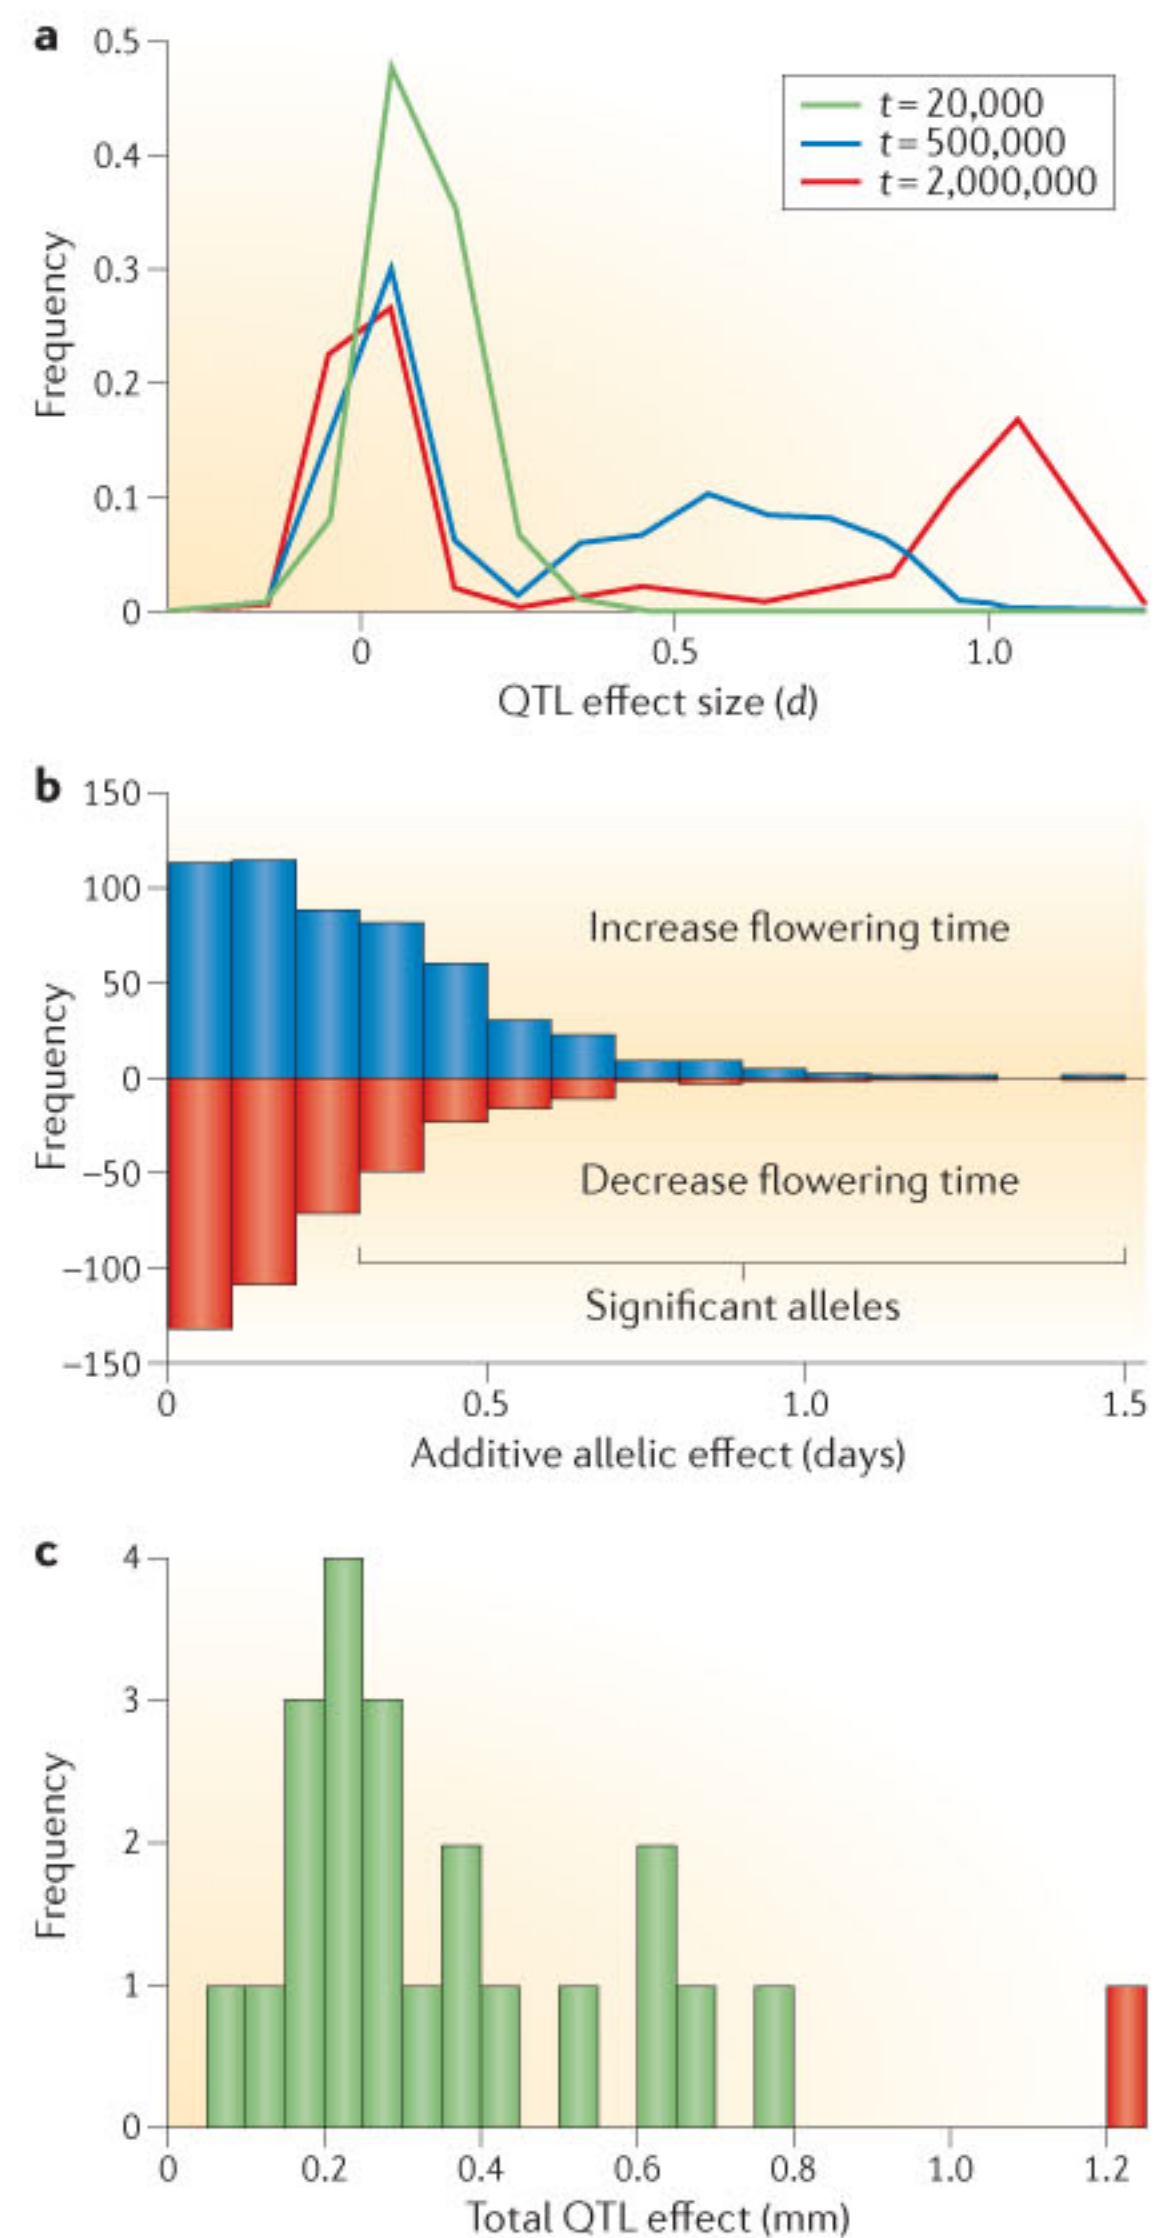 a
0.5
0.4
0.3
0.2
0.1
0
Frequency
t = 20,000
t = 500,000
t = 2,000,000
0 0.5 1.0
QTL effect size (d)
b
150
100
50
0
−50
−100
−150
Frequency
Increase flowering time
Decrease flowering time
Significant alleles
0 0.5 1.0 1.5
Additive allelic effect (days)
c
4
3
2
1
0
Frequency
0 0.2 0.4 0.6 0.8 1.0 1.2
Total QTL effect (mm)